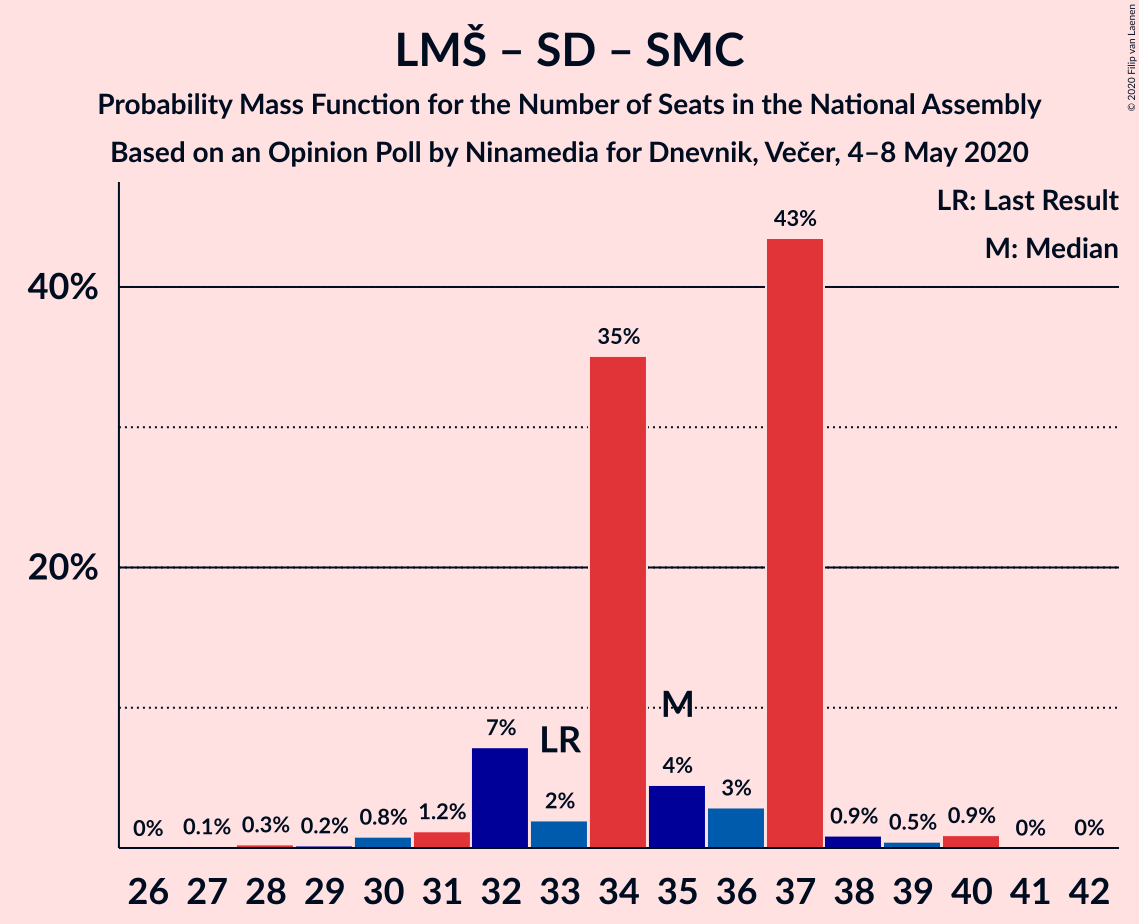 LMŠ – SD – SMC
Probability Mass Function for the Number of Seats in the National Assembly
Based on an Opinion Poll by Ninamedia for Dnevnik, Večer, 4–8 May 2020
© 2020 Filip van Laenen
LR: Last Result
M: Median
40%
20%
0%
0.1%
0.3%
0.2%
0.8%
1.2%
7%
LR
2%
35%
M
4%
3%
43%
0.9%
0.5%
0.9%
0%
0%
26 27 28 29 30 31 32 33 34 35 36 37 38 39 40 41 42